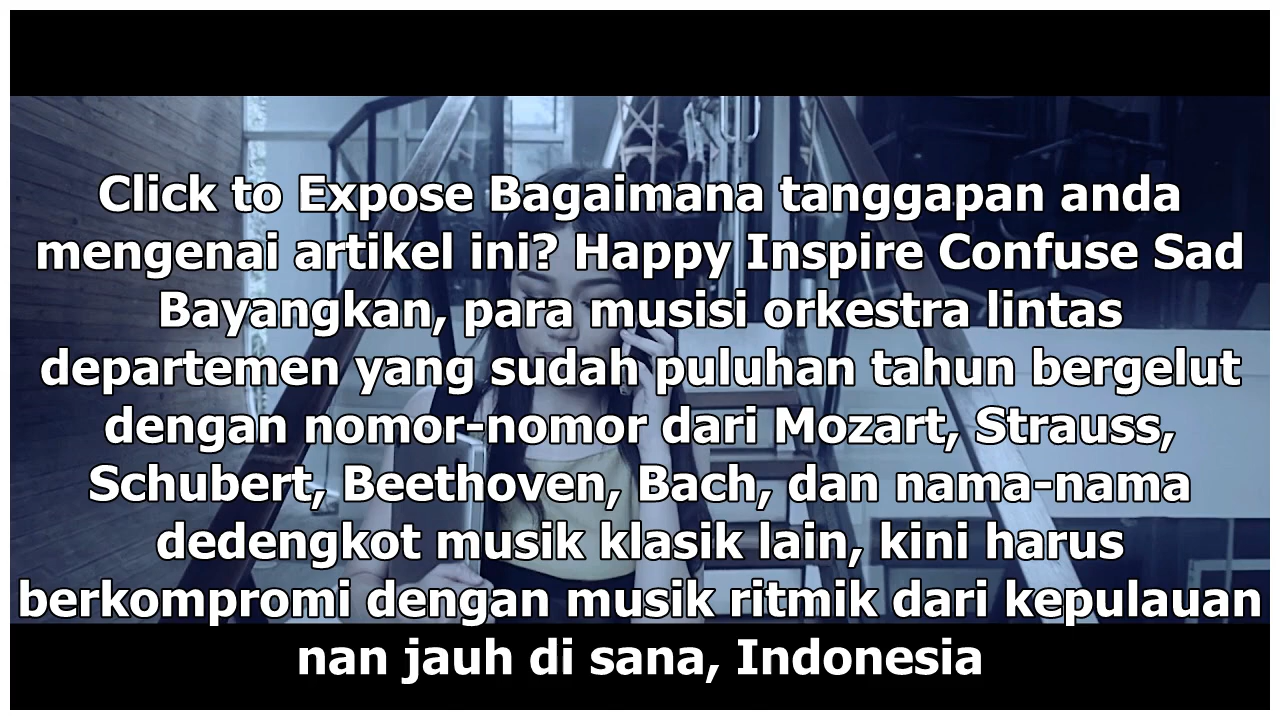 Click to Expose Bagaimana tanggapan anda
mengenai artikel ini? Happy Inspire Confuse Sad
Bayangkan, para musisi orkestra lintas
departemen yang sudah puluhan tahun bergelut
dengan nomor-nomor dari Mozart, Strauss,
Schubert, Beethoven, Bach, dan nama-nama
dedengkot musik klasik lain, kini harus
berkompromi dengan musik ritmik dari kepulauan
nan jauh di sana, Indonesia